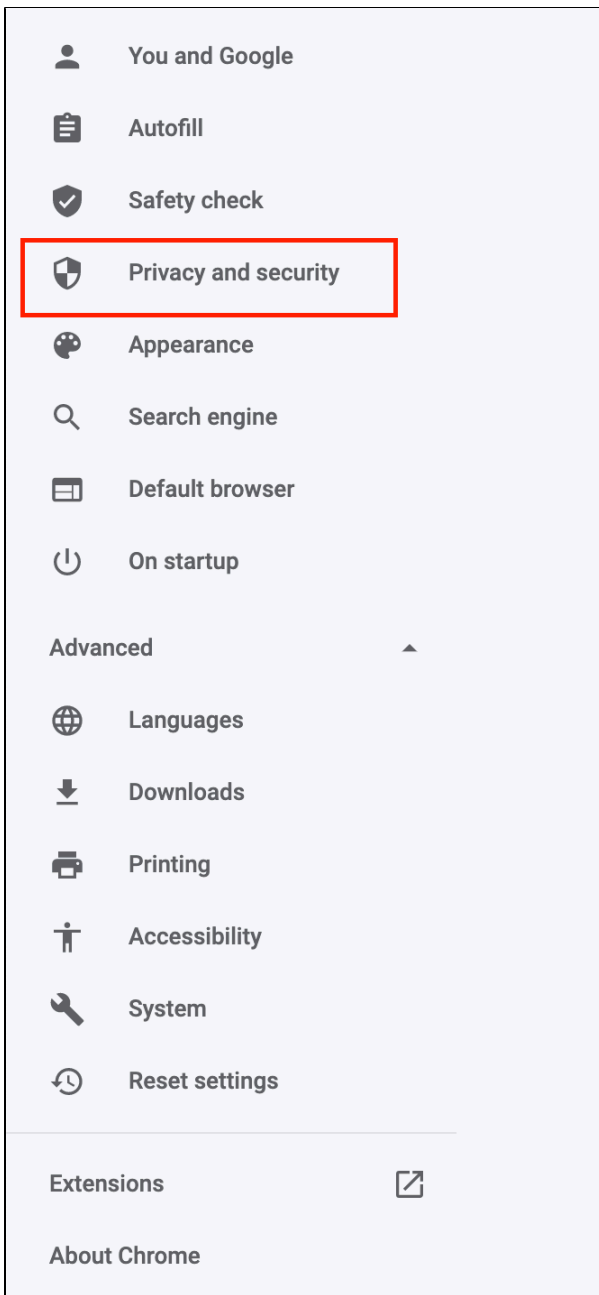 You and Google
Autofill
Safety check
Privacy and security
Appearance
Search engine
Default browser
On startup
Advanced
Languages
Downloads
Printing
Accessibility
System
Reset settings
Extensions
About Chrome